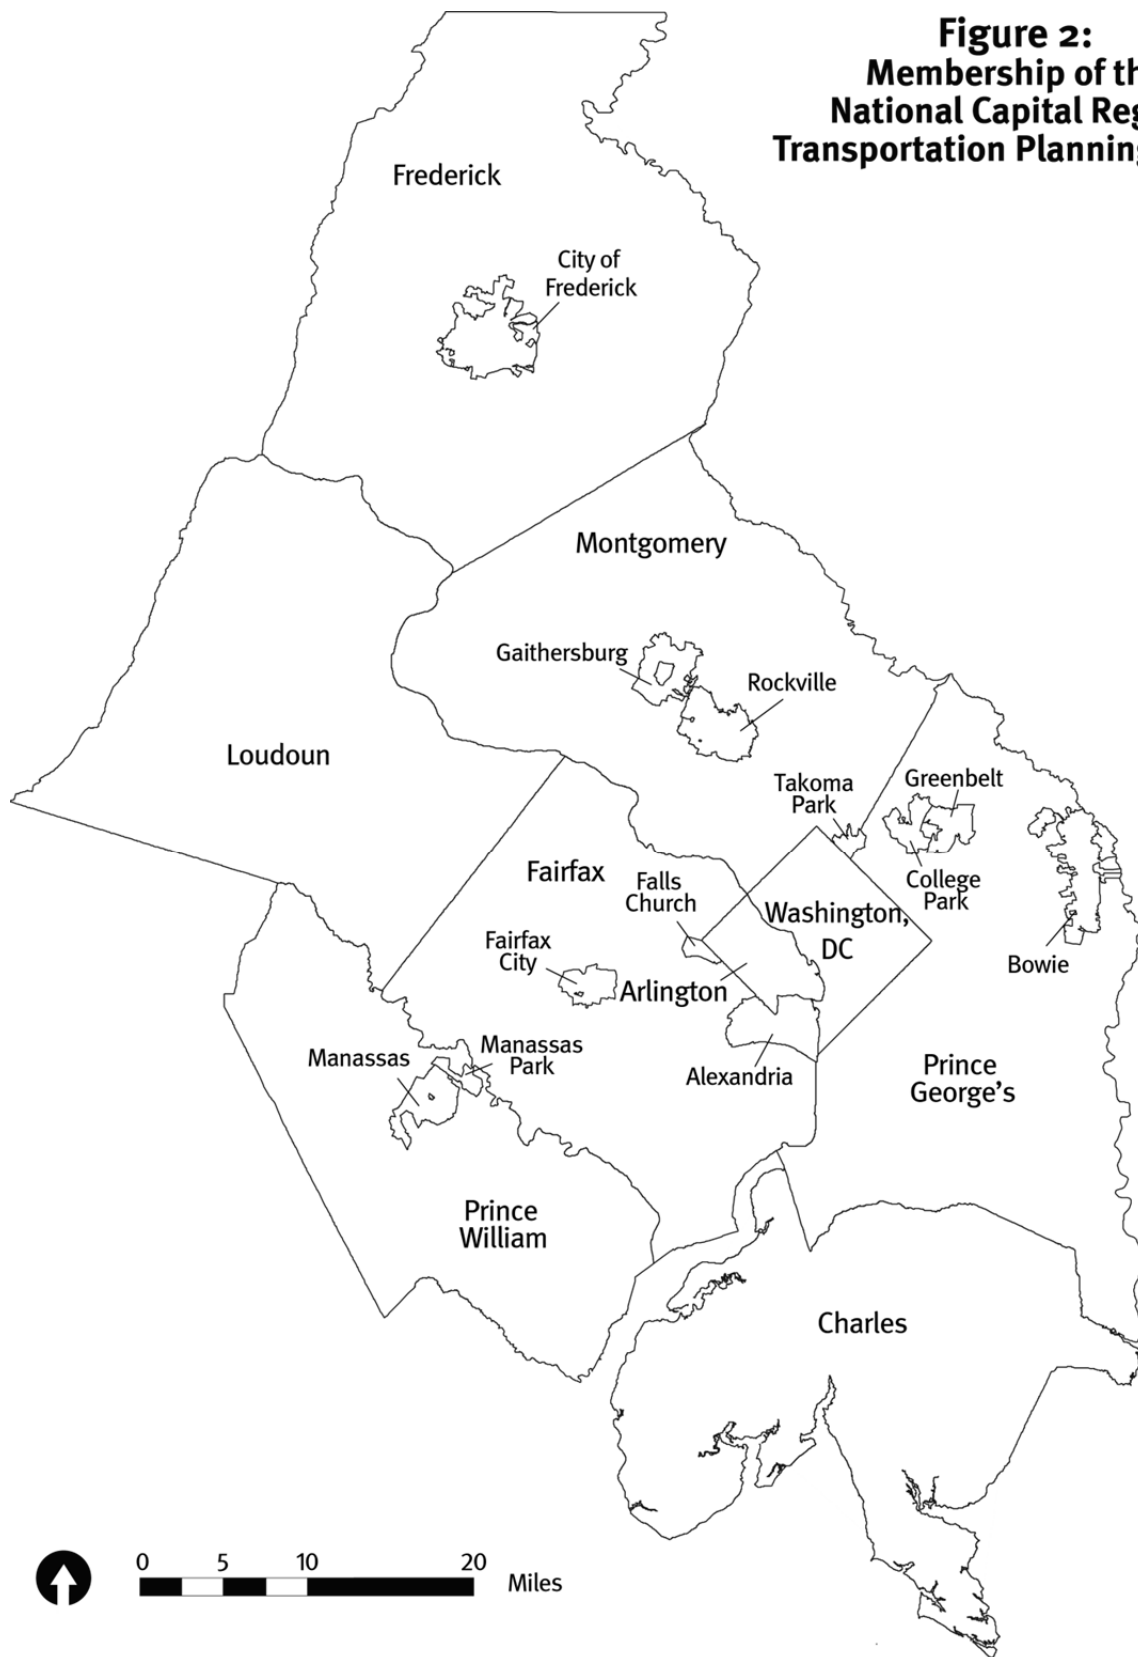 Figure 2:
Membership of th
National Capital Reg
Transportation Planning
Frederick
City of
Frederick
Montgomery
Gaithersburg
Rockville
Loudoun
Takoma
Park
Greenbelt
Fairfax
Falls
Church
College
Park
Washington,
DC
Fairfax
City
Bowie
Arlington
Manassas
Manassas
Park
Alexandria
Prince
George’s
Prince
William
Charles
0 5 10 20
Miles